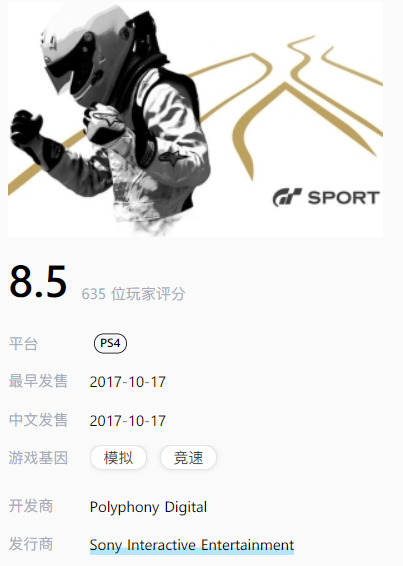 GT SPORT
8.5 635 位玩家评分
平台 PS4
最早发售 2017-10-17
中文发售 2017-10-17
游戏基因 模拟 竞速
开发商 Polyphony Digital
发行商 Sony Interactive Entertainment